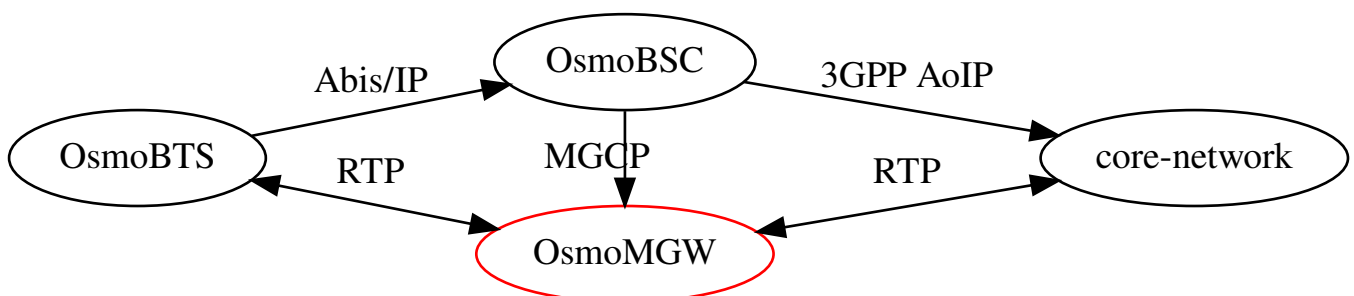 OsmoBSC
Abis/IP
3GPP AoIP
OsmoBTS
RTP
MGCP
RTP
core-network
OsmoMGW